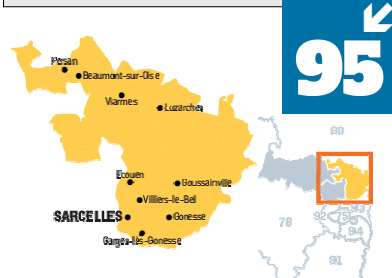 95
Persan
Beaumont-sur-Oise
Viarmes
Luzarches
60
Ecouen
Goussainville
Villiers-le-Bel
SARCELLES
Gonesse
Garges-lès-Gonesse
78
92
75
93
94
91